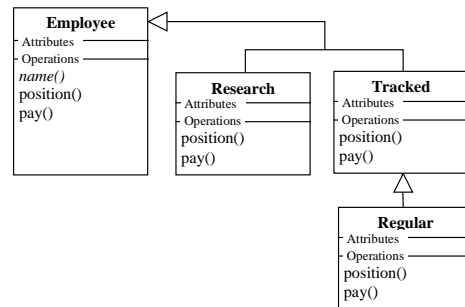 Employee
Attributes
Operations
name()
position()
pay()
Research
Attributes
Operations
position()
pay()
Tracked
Attributes
Operations
position()
pay()
Regular
Attributes
Operations
position()
pay()